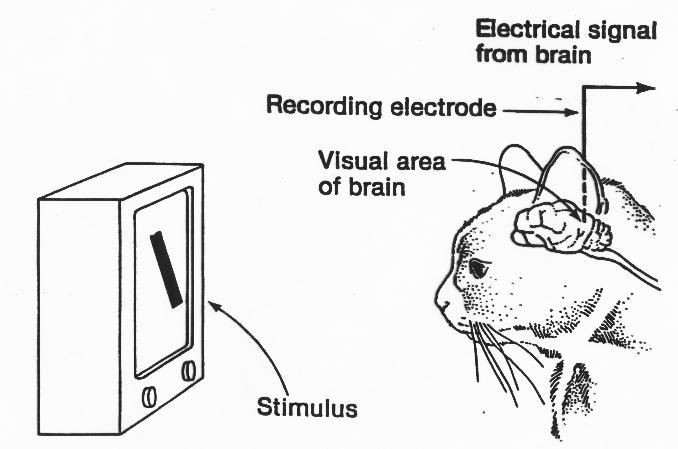 Electrical signal
from brain
Recording electrode
Visual area
of brain
Stimulus